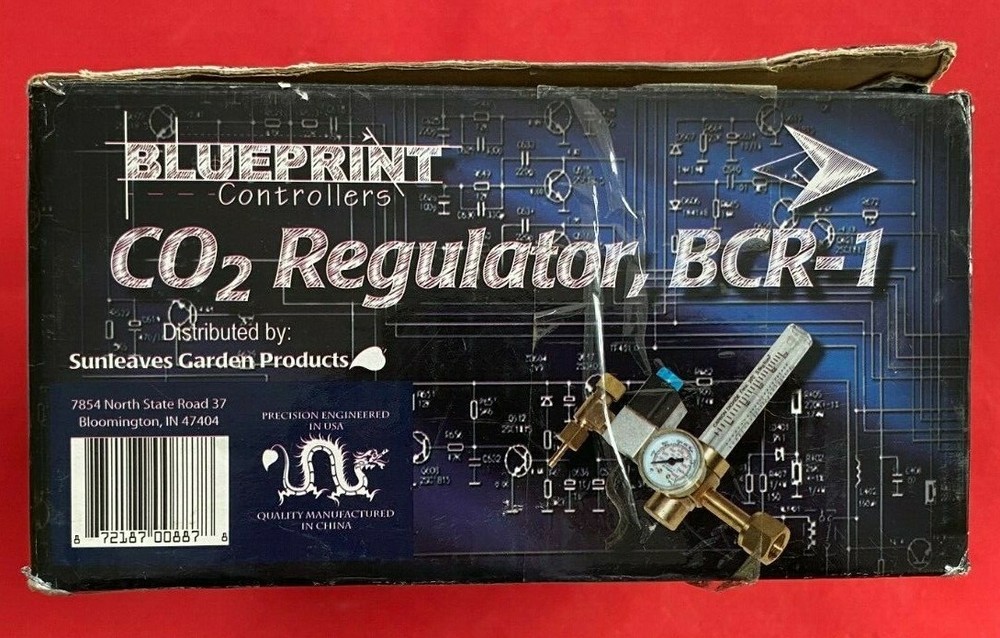 BLUEPRINT
Controllers
CO2 Regulator, BCR-1
Distributed by:
Sunleaves Garden Products
7854 North State Road 37
Bloomington, IN 47404
PRECISION ENGINEERED
IN USA
QUALITY MANUFACTURED
IN CHINA
8 72187 00887 8